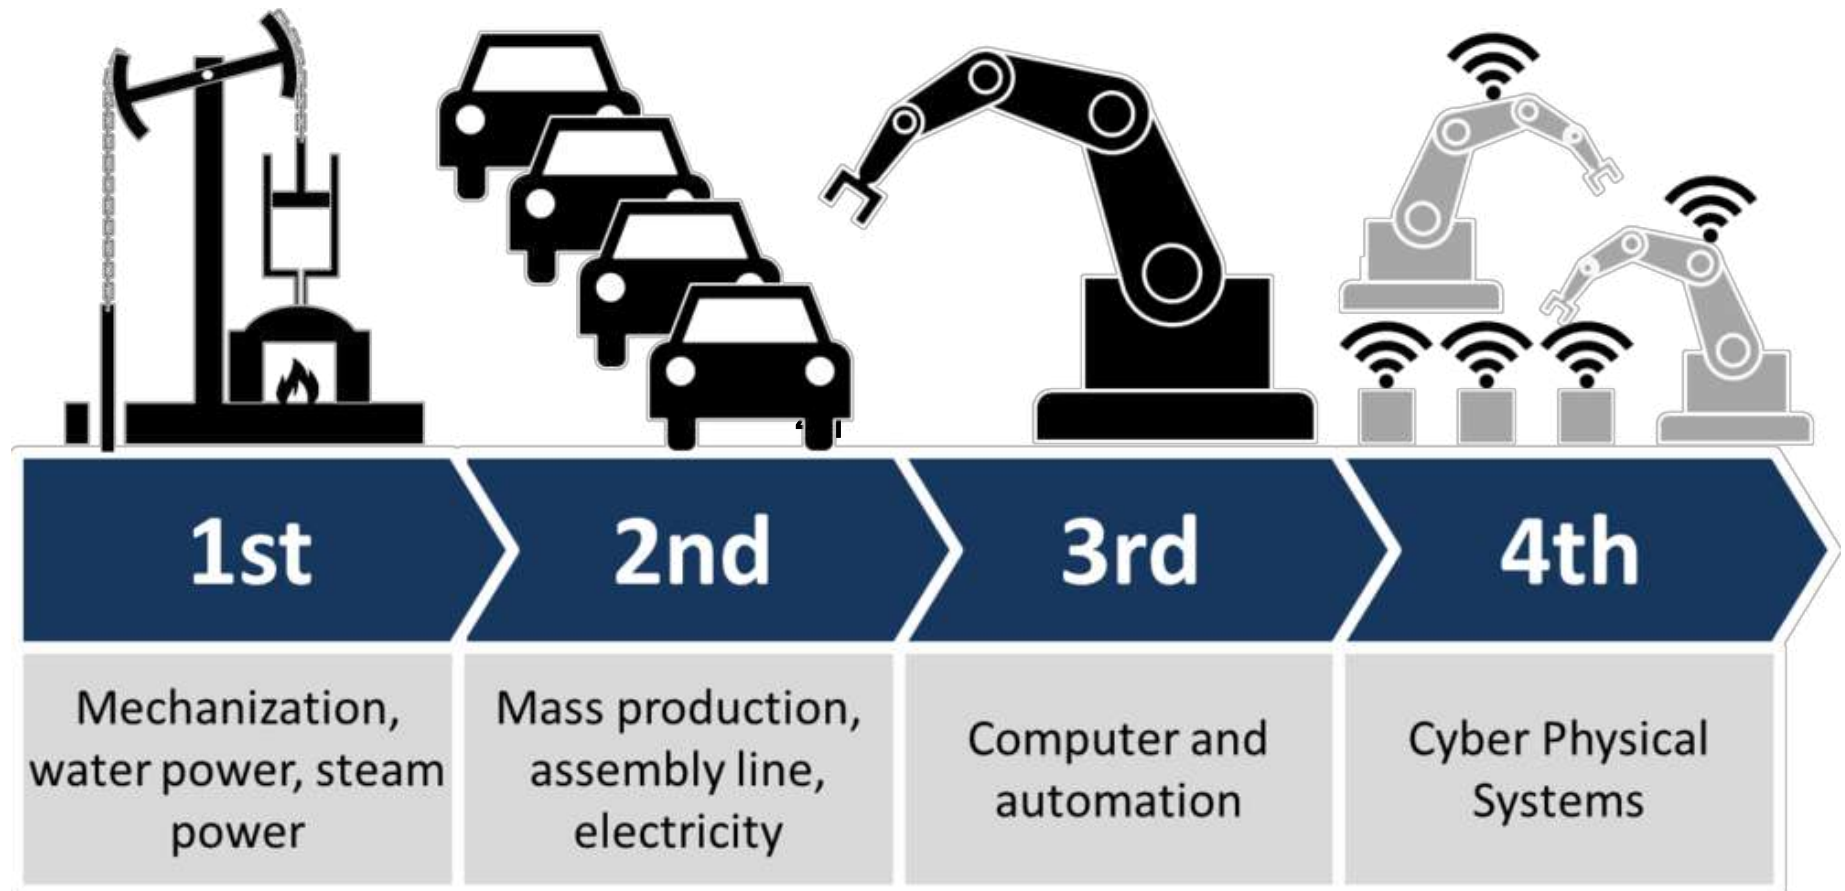 1st
2nd
3rd
4th
Mechanization,
water power, steam
power
Mass production,
assembly line,
electricity
Computer and
automation
Cyber Physical
Systems